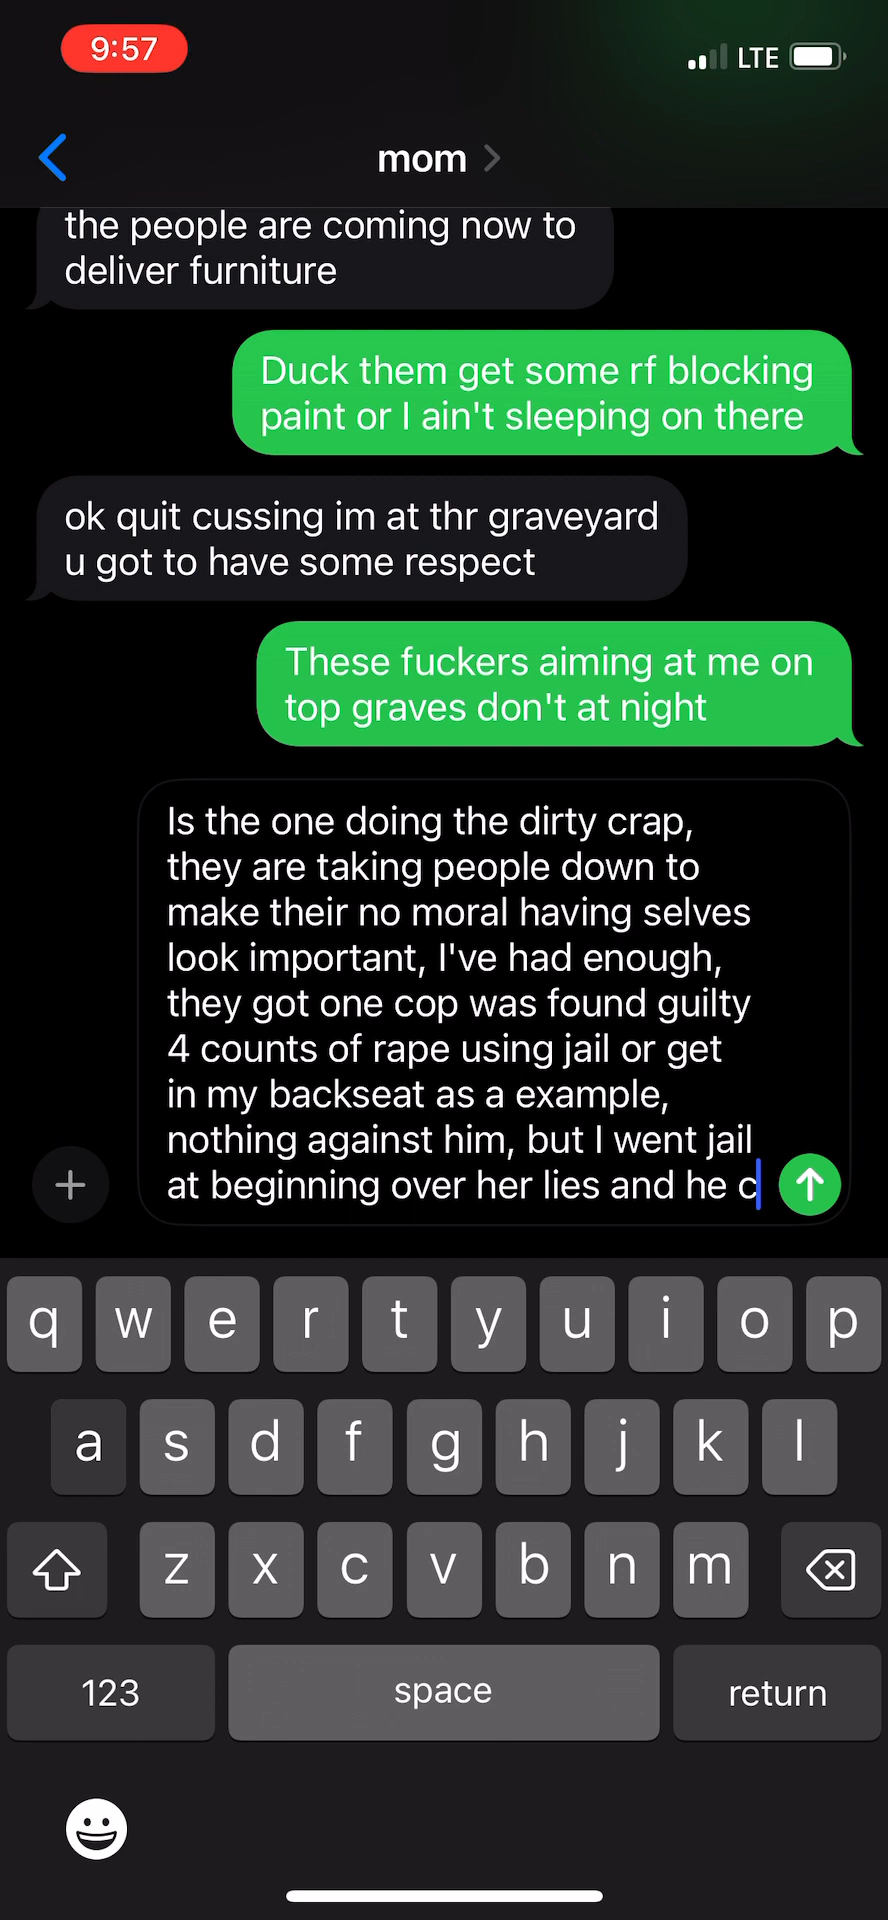 9:57
LTE
mom
the people are coming now to
deliver furniture
Duck them get some rf blocking
paint or I ain't sleeping on there
ok quit cussing im at thr graveyard
u got to have some respect
These fuckers aiming at me on
top graves don't at night
Is the one doing the dirty crap,
they are taking people down to
make their no moral having selves
look important, I've had enough,
they got one cop was found guilty
4 counts of rape using jail or get
in my backseat as a example,
nothing against him, but I went jail
at beginning over her lies and he c
q w e r t y u i o p
a s d f g h j k l
z x c v b n m
123 space return